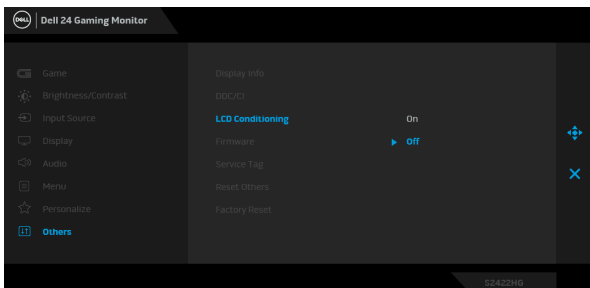 DELL Dell 24 Gaming Monitor
Game
Brightness/Contrast
Input Source
Display
Audio
Menu
Personalize
Others
Display Info
DDC/CI
LCD Conditioning On
Firmware Off
Service Tag
Reset Others
Factory Reset
S2422HG